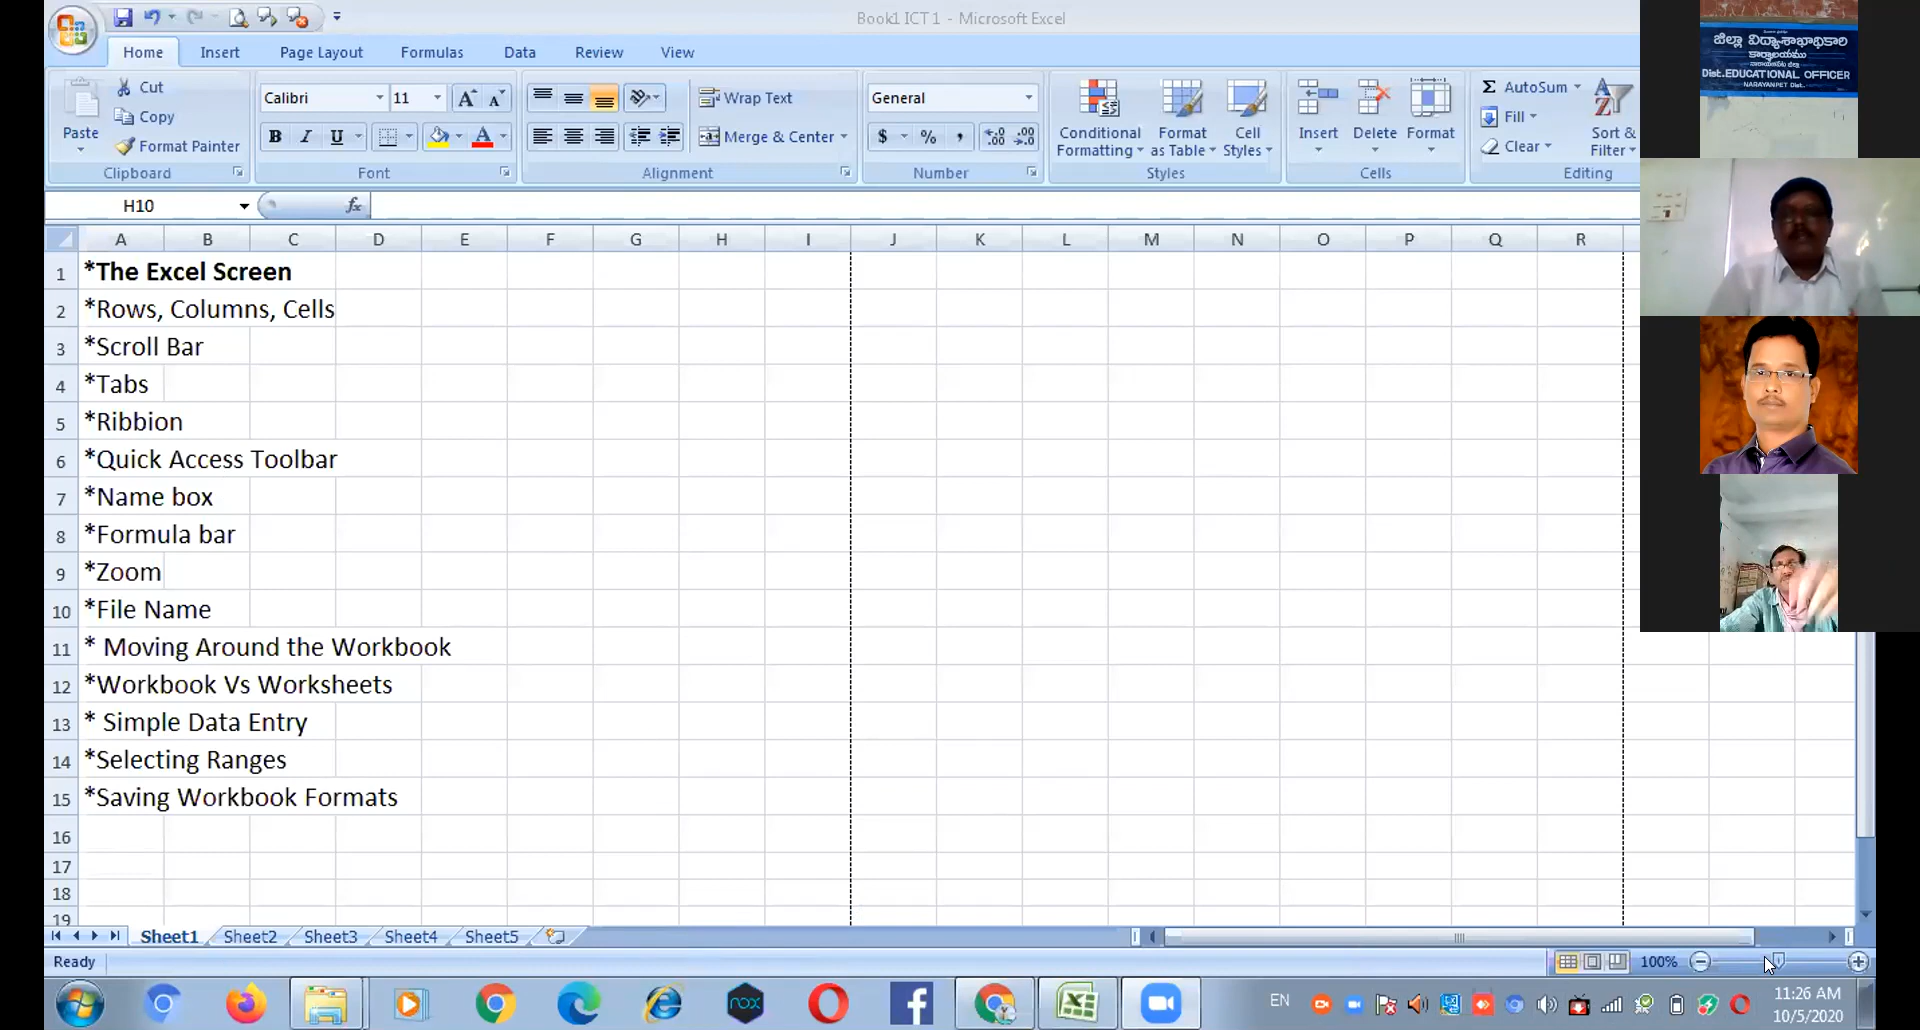 Book1 ICT 1 - Microsoft Excel
Home Insert Page Layout Formulas Data Review View
Paste
Cut
Copy
Format Painter
Clipboard
Calibri 11
B I U A
Font
Wrap Text
Merge & Center
Alignment
General
$ % ,
Number
Conditional Formatting
Format as Table
Cell Styles
Styles
Insert Delete Format
Cells
Σ AutoSum
Fill
Clear
Sort & Filter
Editing
H10 fx
A B C D E F G H I J K L M N O P Q R
1 *The Excel Screen
2 *Rows, Columns, Cells
3 *Scroll Bar
4 *Tabs
5 *Ribbion
6 *Quick Access Toolbar
7 *Name box
8 *Formula bar
9 *Zoom
10 *File Name
11 * Moving Around the Workbook
12 *Workbook Vs Worksheets
13 * Simple Data Entry
14 *Selecting Ranges
15 *Saving Workbook Formats
16
17
18
19
Sheet1 Sheet2 Sheet3 Sheet4 Sheet5
Ready 100%
nox
EN
11:26 AM
10/5/2020
జిల్లా విద్యాశాఖాధికారి
కార్యాలయము
Dist.EDUCATIONAL OFFICER
NARAYANPET Dist.